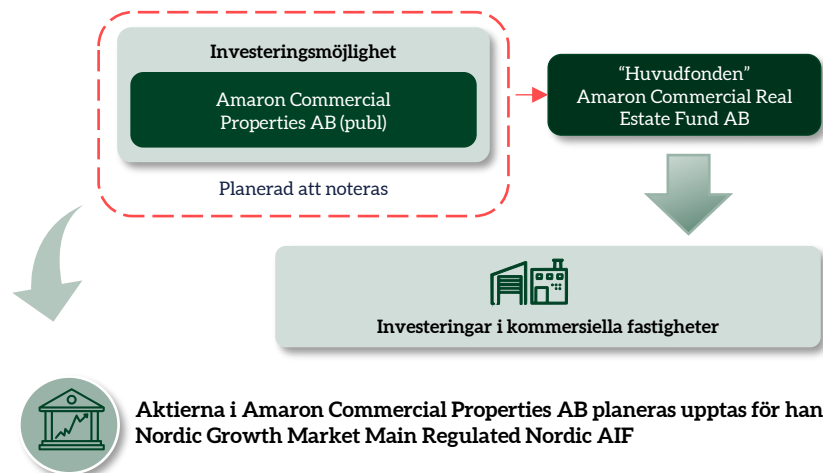 Investeringsmöjlighet
Amaron Commercial
Properties AB (publ)
Planerad att noteras
“Huvudfonden”
Amaron Commercial Real
Estate Fund AB
Investeringar i kommersiella fastigheter
Aktierna i Amaron Commercial Properties AB planeras upptas för han
Nordic Growth Market Main Regulated Nordic AIF